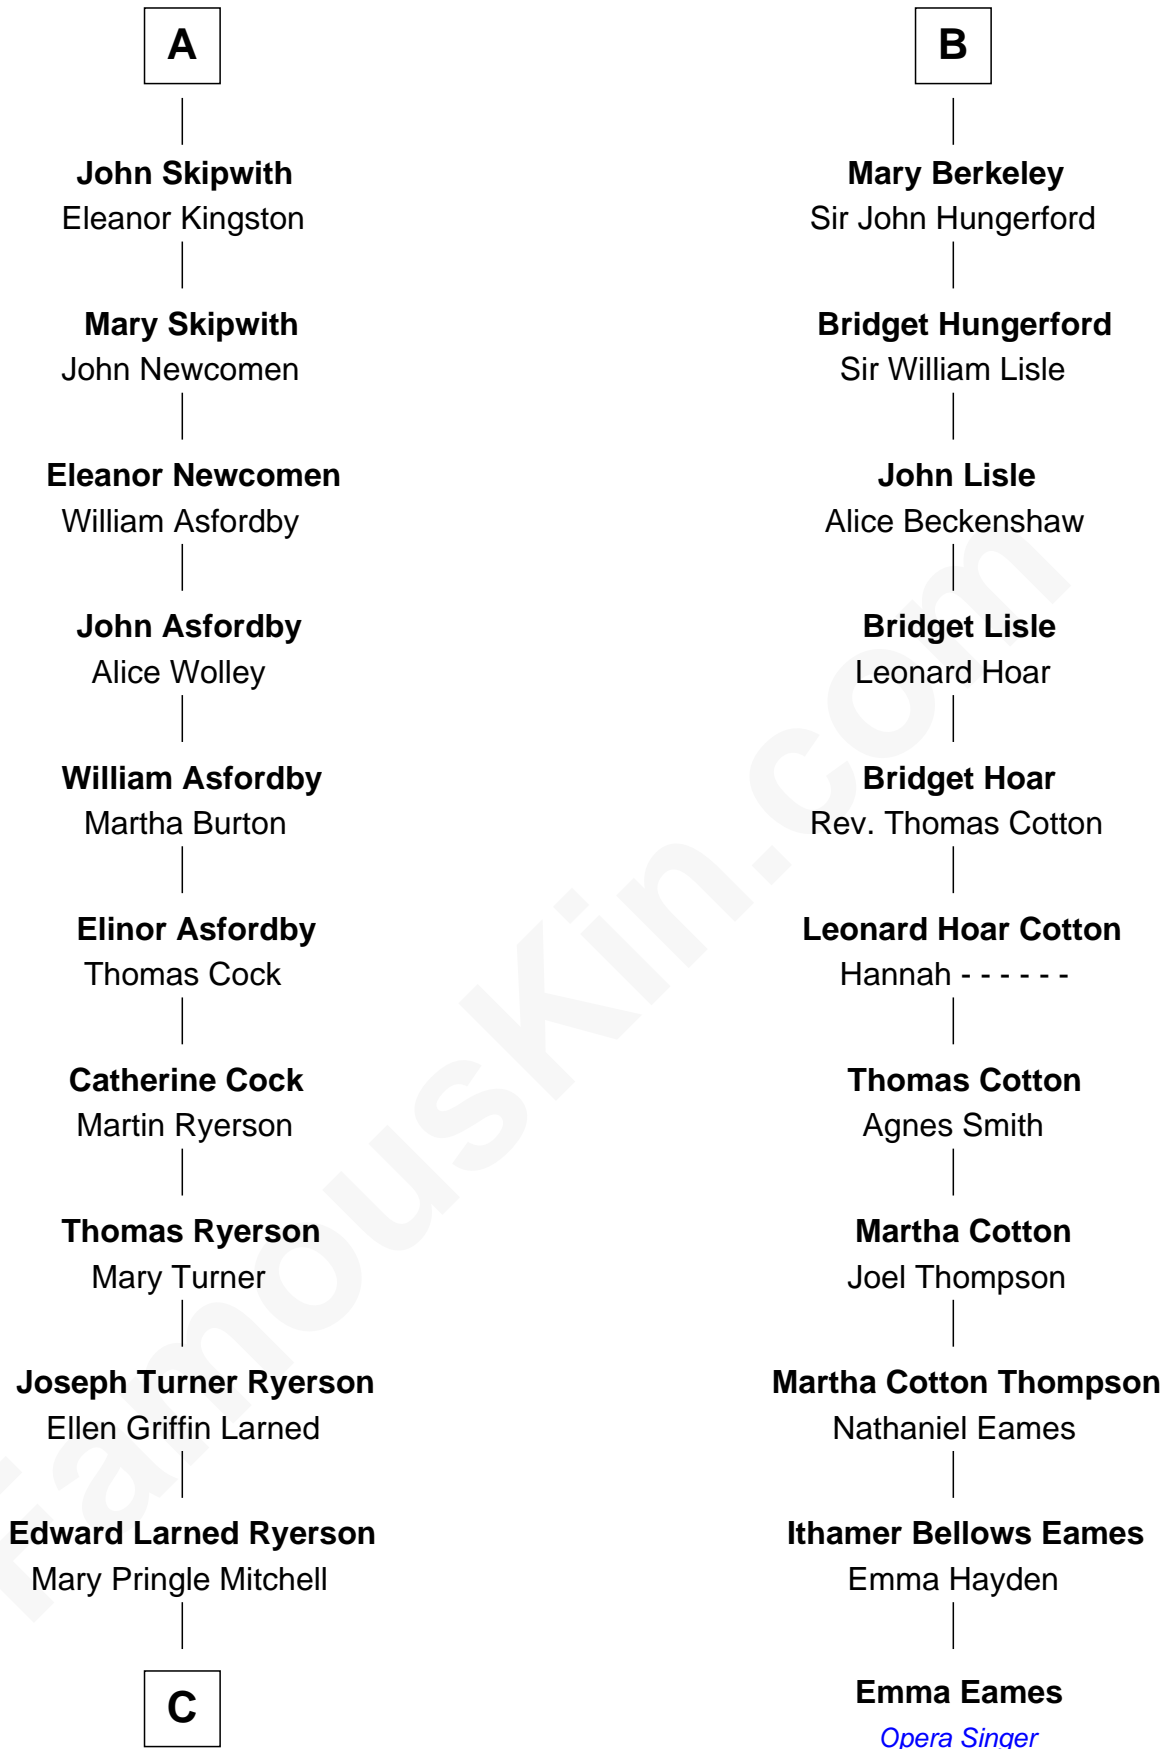 A
John Skipwith
Eleanor Kingston
Mary Skipwith
John Newcomen
Eleanor Newcomen
William Asfordby
John Asfordby
Alice Wolley
William Asfordby
Martha Burton
Elinor Asfordby
Thomas Cock
Catherine Cock
Martin Ryerson
Thomas Ryerson
Mary Turner
Joseph Turner Ryerson
Ellen Griffin Larned
Edward Larned Ryerson
Mary Pringle Mitchell
C
B
Mary Berkeley
Sir John Hungerford
Bridget Hungerford
Sir William Lisle
John Lisle
Alice Beckenshaw
Bridget Lisle
Leonard Hoar
Bridget Hoar
Rev. Thomas Cotton
Leonard Hoar Cotton
Hannah - - - - - -
Thomas Cotton
Agnes Smith
Martha Cotton
Joel Thompson
Martha Cotton Thompson
Nathaniel Eames
Ithamer Bellows Eames
Emma Hayden
Emma Eames
Opera Singer
FamousKin.com